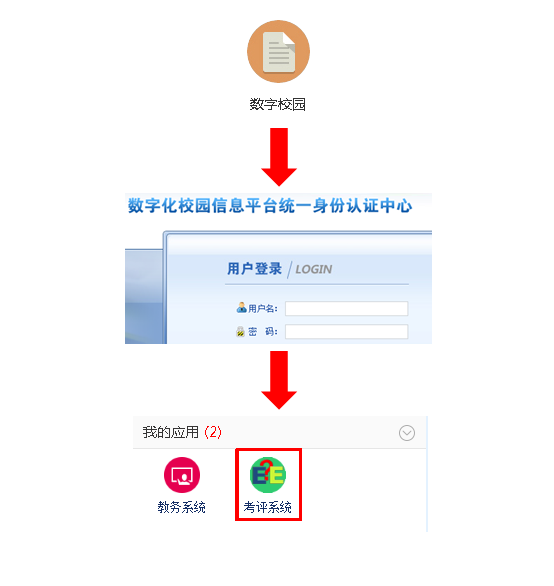 数字校园
数字化校园信息平台统一身份认证中心
用户登录 / LOGIN
用户名:
密 码:
我的应用 (2)
E?E
教务系统 考评系统